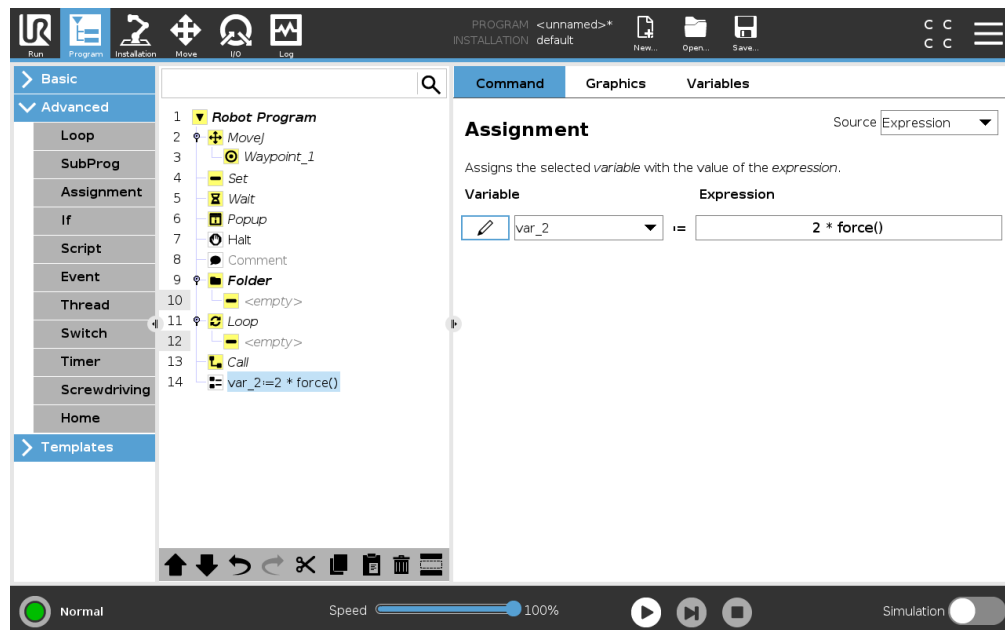 UR
PROGRAM <unnamed>*
INSTALLATION default
Run Program Installation Move I/O Log New... Open... Save...
C C
C C
Basic
Advanced
Loop
SubProg
Assignment
If
Script
Event
Thread
Switch
Timer
Screwdriving
Home
Templates
1 Robot Program
2 MoveJ
3 Waypoint_1
4 Set
5 Wait
6 Popup
7 Halt
8 Comment
9 Folder
10 <empty>
11 Loop
12 <empty>
13 Call
14 var_2:=2 * force()
Command Graphics Variables
Assignment
Source Expression
Assigns the selected variable with the value of the expression.
Variable Expression
var_2 := 2 * force()
Normal
Speed 100%
Simulation